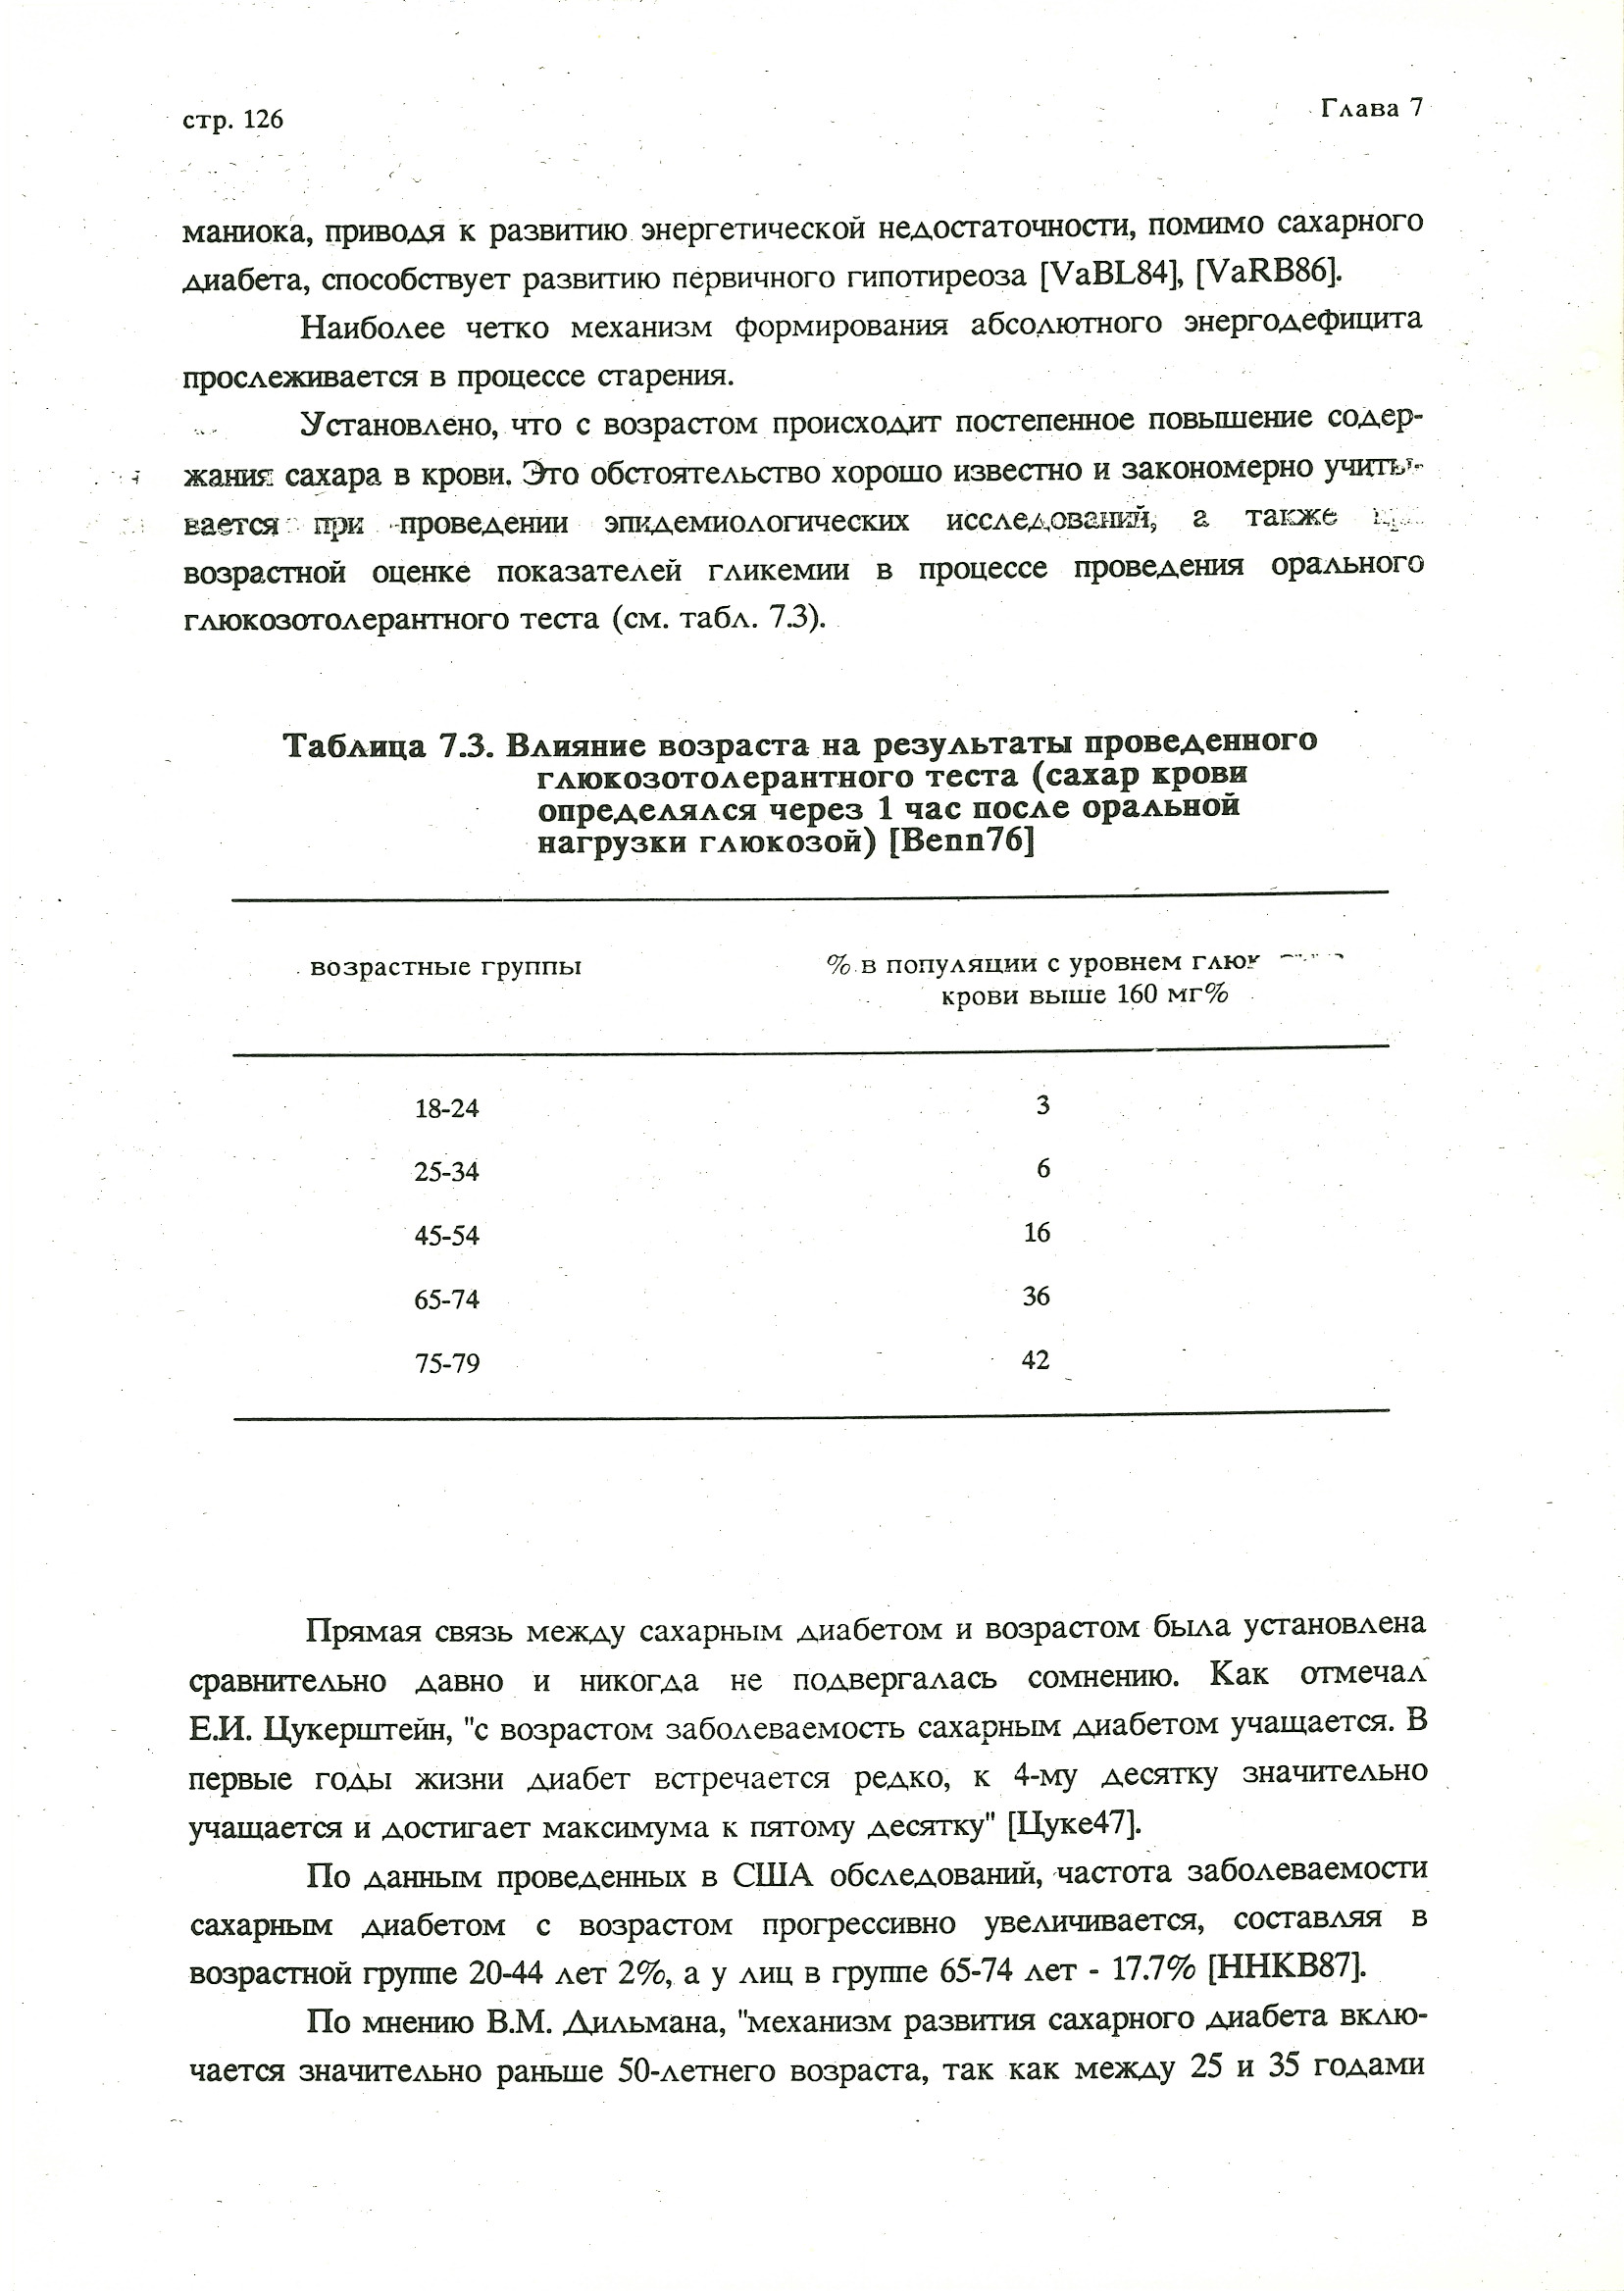 стр. 126
Глава 7
маниока, приводя к развитию энергетической недостаточности, помимо сахарного
диабета, способствует развитию первичного гипотиреоза [VaBL84], [VaRB86].
Наиболее четко механизм формирования абсолютного энергодефицита
прослеживается в процессе старения.
Установлено, что с возрастом происходит постепенное повышение содер-
жания сахара в крови. Это обстоятельство хорошо известно и закономерно учиты-
вается при проведении эпидемиологических исследований, а также
возрастной оценке показателей гликемии в процессе проведения орального
глюкозотолерантного теста (см. табл. 7.3).
Таблица 7.3. Влияние возраста на результаты проведенного
глюкозотолерантного теста (сахар крови
определялся через 1 час после оральной
нагрузки глюкозой) [Benn76]
возрастные группы
% в популяции с уровнем
крови выше 160 мг%
18-24 3
25-34 6
45-54 16
65-74 36
75-79 42
Прямая связь между сахарным диабетом и возрастом была установлена
сравнительно давно и никогда не подвергалась сомнению. Как отмечал
Е.И. Цукерштейн, "с возрастом заболеваемость сахарным диабетом учащается. В
первые годы жизни диабет встречается редко, к 4-му десятку значительно
учащается и достигает максимума к пятому десятку" [Цуке47].
По данным проведенных в США обследований, частота заболеваемости
сахарным диабетом с возрастом прогрессивно увеличивается, составляя в
возрастной группе 20-44 лет 2%, а у лиц в группе 65-74 лет - 17.7% [HHKB87].
По мнению В.М. Дильмана, "механизм развития сахарного диабета вклю-
чается значительно раньше 50-летнего возраста, так как между 25 и 35 годами